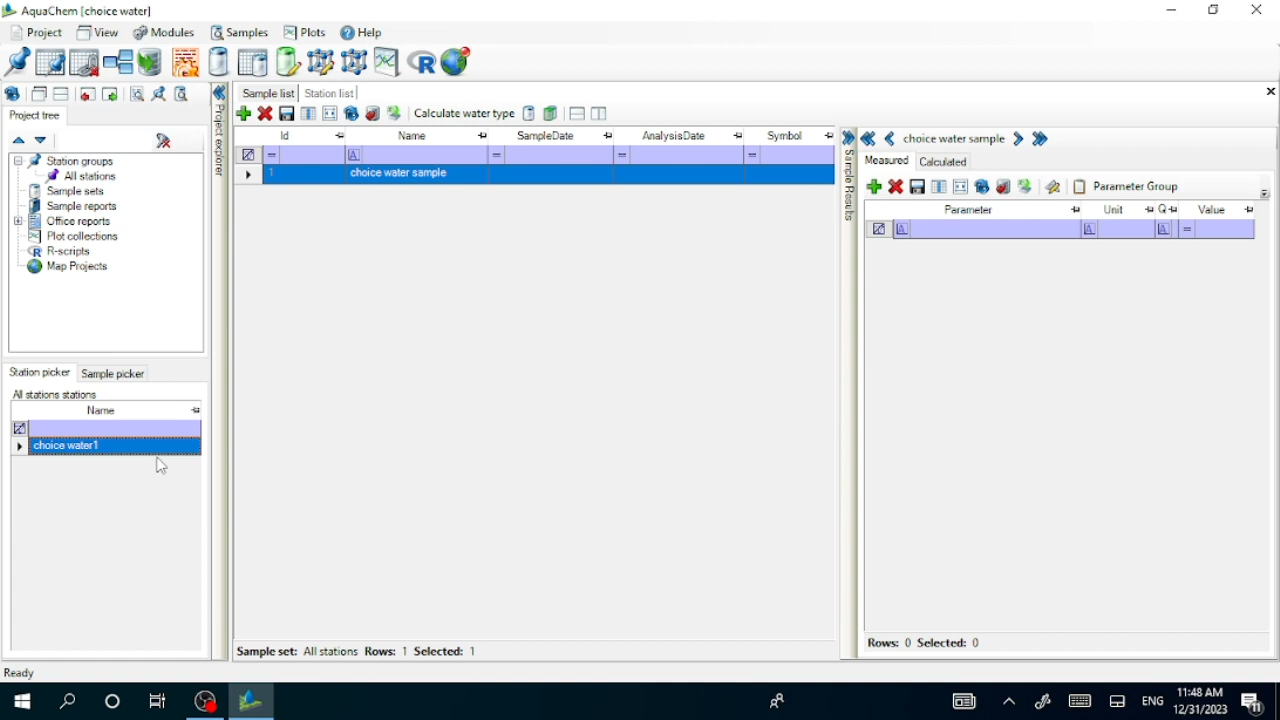 AquaChem [choice water]
Project View Modules Samples Plots Help
Project tree
Station groups
All stations
Sample sets
Sample reports
Office reports
Plot collections
R-scripts
Map Projects
Project explorer
Station picker Sample picker
All stations stations
Name
choice water1
Sample list Station list
Calculate water type
Id Name SampleDate AnalysisDate Symbol
= A = = =
1 choice water sample
Sample set: All stations Rows: 1 Selected: 1
Sample Results
choice water sample
Measured Calculated
Parameter Group
Parameter Unit Q Value
A A A =
Rows: 0 Selected: 0
Ready
ENG
11:48 AM
12/31/2023
11